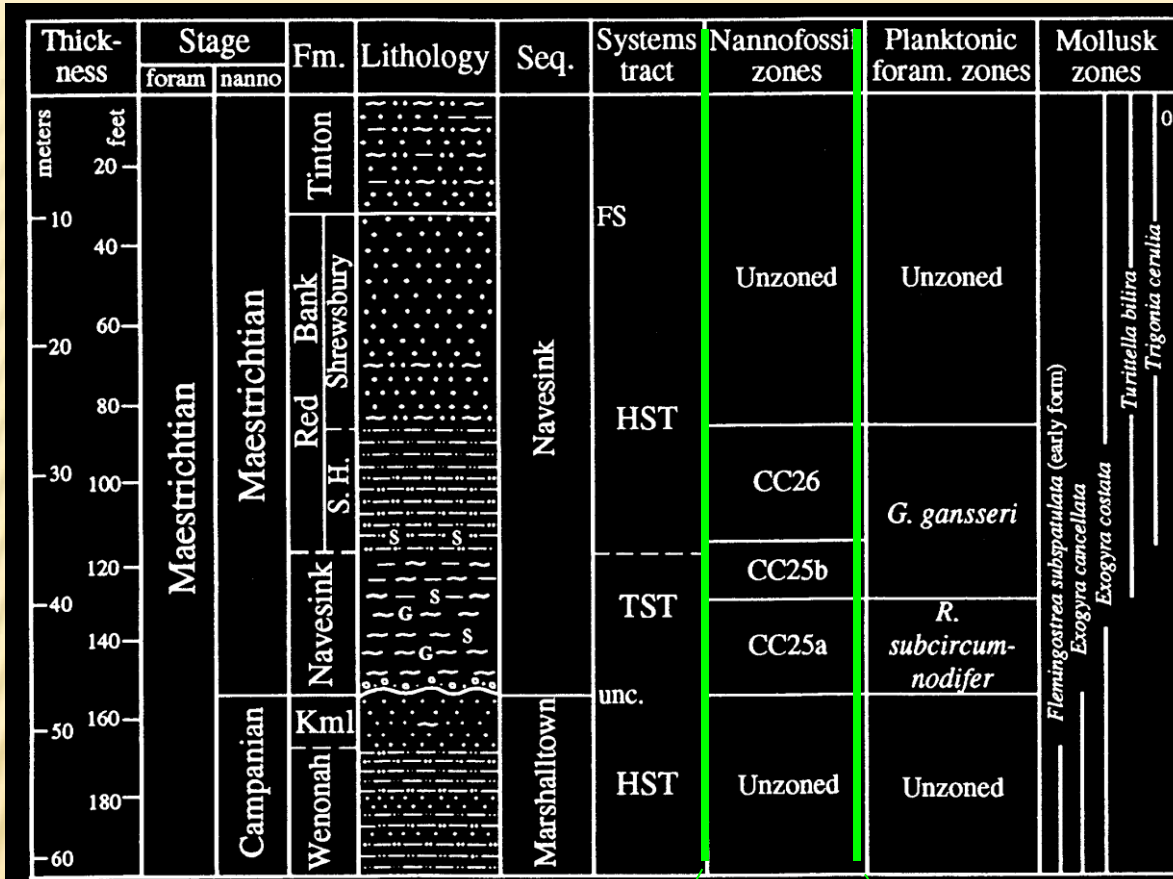 Thick-
ness
Stage
foram
nanno
Fm.
Lithology
Seq.
Systems
tract
Nannofossil
zones
Planktonic
foram. zones
Mollusk
zones
meters
feet
20
10
40
60
20
80
30
100
120
40
140
160
50
180
60
Maestrichtian
Maestrichtian
Campanian
Tinton
Red Bank
Shrewsbury
S. H.
Navesink
Kml
Wenonah
S S
S
G
S
G
Navesink
Marshalltown
FS
HST
TST
unc.
HST
Unzoned
CC26
CC25b
CC25a
Unzoned
Unzoned
G. gansseri
R.
subcircum-
nodifer
Unzoned
Flemingostrea subspatulata (early form)
Exogyra cancellata
Exogyra costata
Turittella bilira
Trigonia cerulia